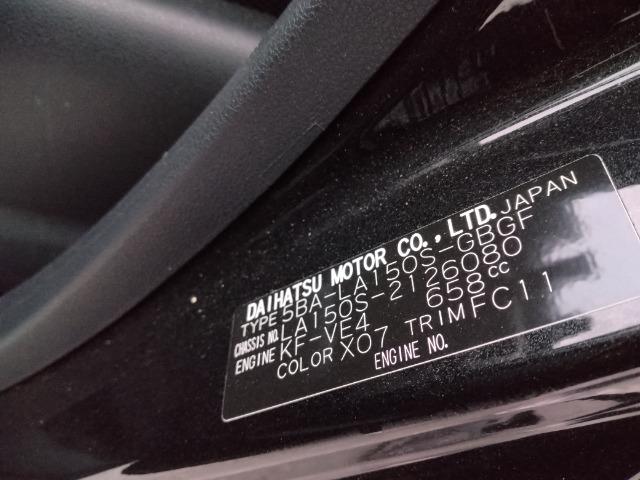 DAIHATSU MOTOR CO., LTD. JAPAN
TYPE 5BA-LA150S-GBGF
CHASSIS NO. LA150S-2126080
ENGINE KF-VE4 658cc
COLOR X07 TRIM FC11
ENGINE NO.